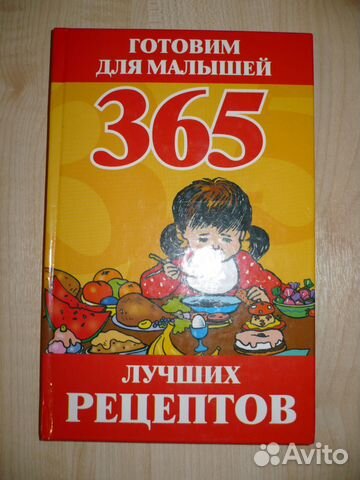 ГОТОВИМ
ДЛЯ МАЛЫШЕЙ
365
ЛУЧШИХ
РЕЦЕПТОВ
Avito